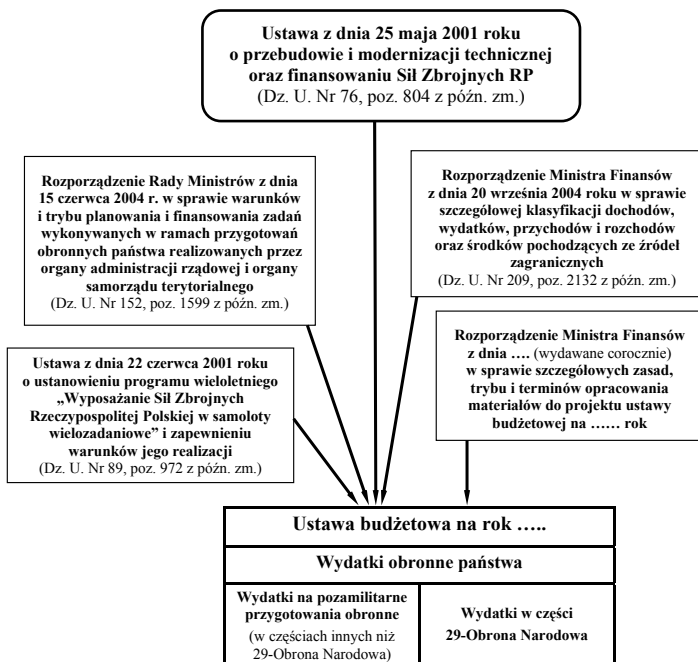 Ustawa z dnia 25 maja 2001 roku
o przebudowie i modernizacji technicznej
oraz finansowaniu Sił Zbrojnych RP
(Dz. U. Nr 76, poz. 804 z późn. zm.)
Rozporządzenie Rady Ministrów z dnia
15 czerwca 2004 r. w sprawie warunków
i trybu planowania i finansowania zadań
wykonywanych w ramach przygotowań
obronnych państwa realizowanych przez
organy administracji rządowej i organy
samorządu terytorialnego
(Dz. U. Nr 152, poz. 1599 z późn. zm.)
Rozporządzenie Ministra Finansów
z dnia 20 września 2004 roku w sprawie
szczegółowej klasyfikacji dochodów,
wydatków, przychodów i rozchodów
oraz środków pochodzących ze źródeł
zagranicznych
(Dz. U. Nr 209, poz. 2132 z późn. zm.)
Ustawa z dnia 22 czerwca 2001 roku
o ustanowieniu programu wieloletniego
„Wyposażanie Sił Zbrojnych
Rzeczypospolitej Polskiej w samoloty
wielozadaniowe” i zapewnieniu
warunków jego realizacji
(Dz. U. Nr 89, poz. 972 z późn. zm.)
Rozporządzenie Ministra Finansów
z dnia …. (wydawane corocznie)
w sprawie szczegółowych zasad,
trybu i terminów opracowania
materiałów do projektu ustawy
budżetowej na …… rok
Ustawa budżetowa na rok …..
Wydatki obronne państwa
Wydatki na pozamilitarne
przygotowania obronne
(w częściach innych niż
29-Obrona Narodowa)
Wydatki w części
29-Obrona Narodowa